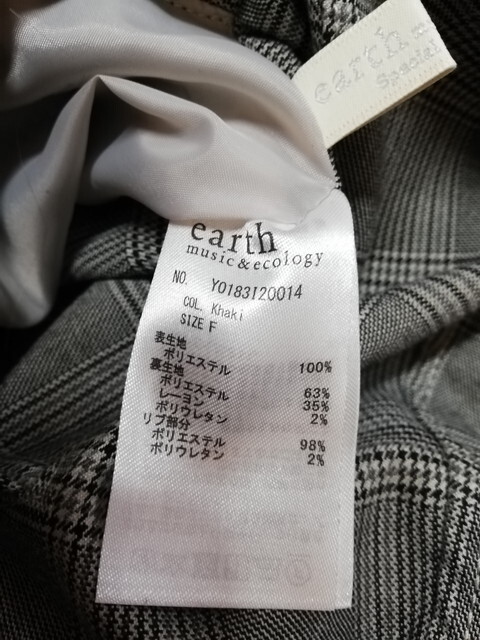 earth
Special
earth
music&ecology
NO. Y0183I20014
COL. Khaki
SIZE F
表生地
ポリエステル 100%
裏生地
ポリエステル 63%
レーヨン 35%
ポリウレタン 2%
リブ部分
ポリエステル 98%
ポリウレタン 2%